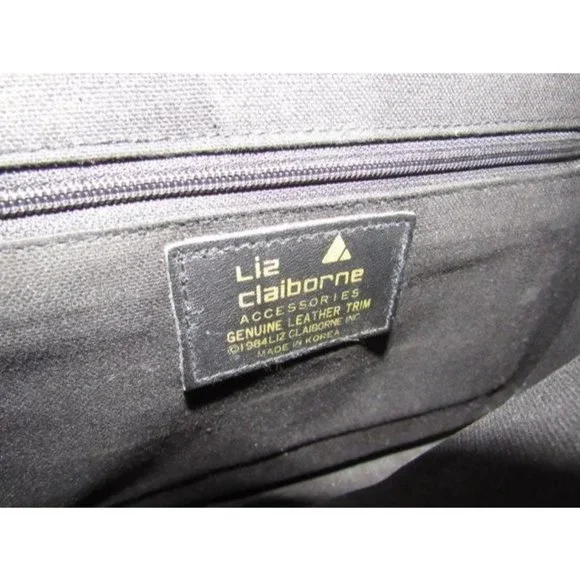 Liz
claiborne
ACCESSORIES
GENUINE LEATHER TRIM
©1984 LIZ CLAIBORNE INC.
MADE IN KOREA